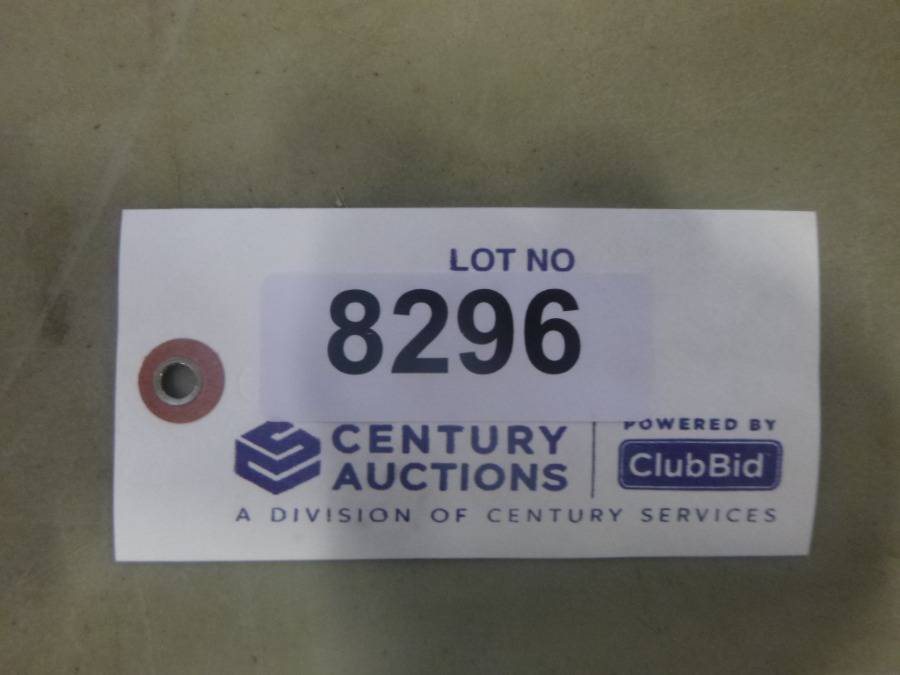 LOT NO
8296
CENTURY
AUCTIONS
POWERED BY
ClubBid
A DIVISION OF CENTURY SERVICES